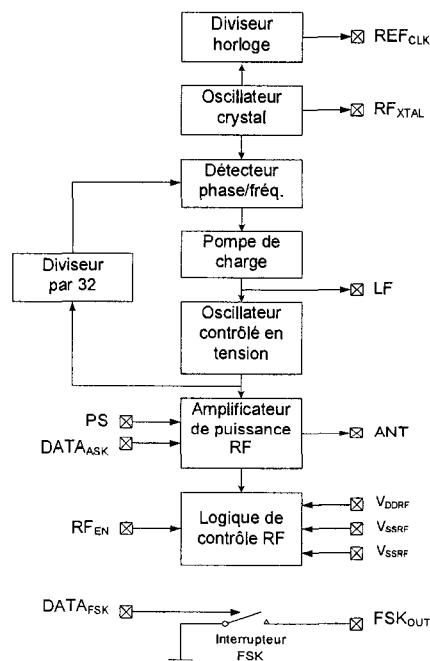 Diviseur
horloge
REFCLK
Oscillateur
crystal
RFXTAL
Détecteur
phase/fréq.
Pompe de
charge
Diviseur
par 32
LF
Oscillateur
contrôlé en
tension
PS
DATAASK
Amplificateur
de puissance
RF
ANT
RFEN
Logique de
contrôle RF
VDDRF
VSSRF
VSSRF
DATAFSK
FSKOUT
Interrupteur
FSK